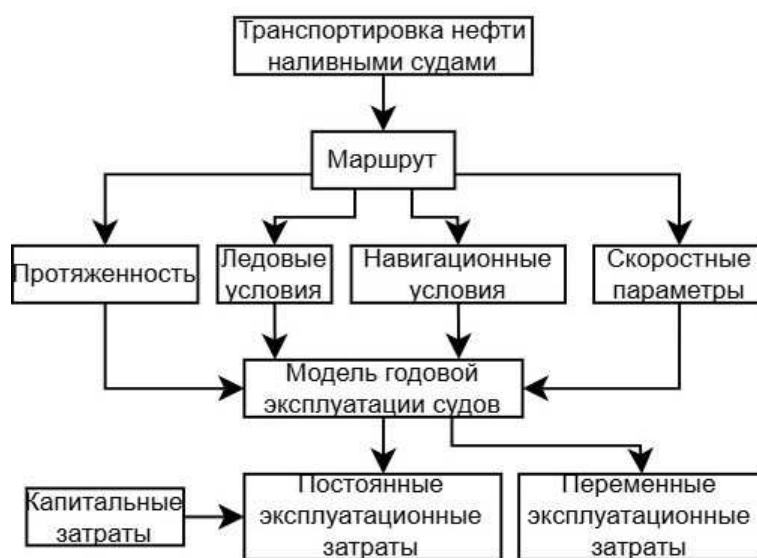 Транспортировка нефти
наливными судами
Маршрут
Протяженность
Ледовые
условия
Навигационные
условия
Скоростные
параметры
Модель годовой
эксплуатации судов
Капитальные
затраты
Постоянные
эксплуатационные
затраты
Переменные
эксплуатационные
затраты